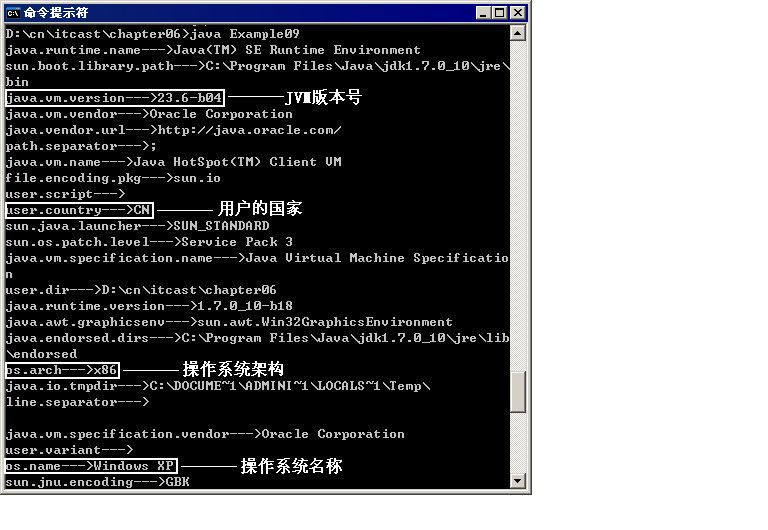 命令提示符
D:\cn\itcast\chapter06>java Example09
java.runtime.name--->Java(TM) SE Runtime Environment
sun.boot.library.path--->C:\Program Files\Java\jdk1.7.0_10\jre\
bin
java.vm.version--->23.6-b04 JVM版本号
java.vm.vendor--->Oracle Corporation
java.vendor.url--->http://java.oracle.com/
path.separator--->;
java.vm.name--->Java HotSpot(TM) Client VM
file.encoding.pkg--->sun.io
user.script--->
user.country--->CN 用户的国家
sun.java.launcher--->SUN_STANDARD
sun.os.patch.level--->Service Pack 3
java.vm.specification.name--->Java Virtual Machine Specificatio
n
user.dir--->D:\cn\itcast\chapter06
java.runtime.version--->1.7.0_10-b18
java.awt.graphicsenv--->sun.awt.Win32GraphicsEnvironment
java.endorsed.dirs--->C:\Program Files\Java\jdk1.7.0_10\jre\lib
\endorsed
os.arch--->x86 操作系统架构
java.io.tmpdir--->C:\DOCUME~1\ADMINI~1\LOCALS~1\Temp\
line.separator--->
java.vm.specification.vendor--->Oracle Corporation
user.variant--->
os.name--->Windows XP 操作系统名称
sun.jnu.encoding--->GBK